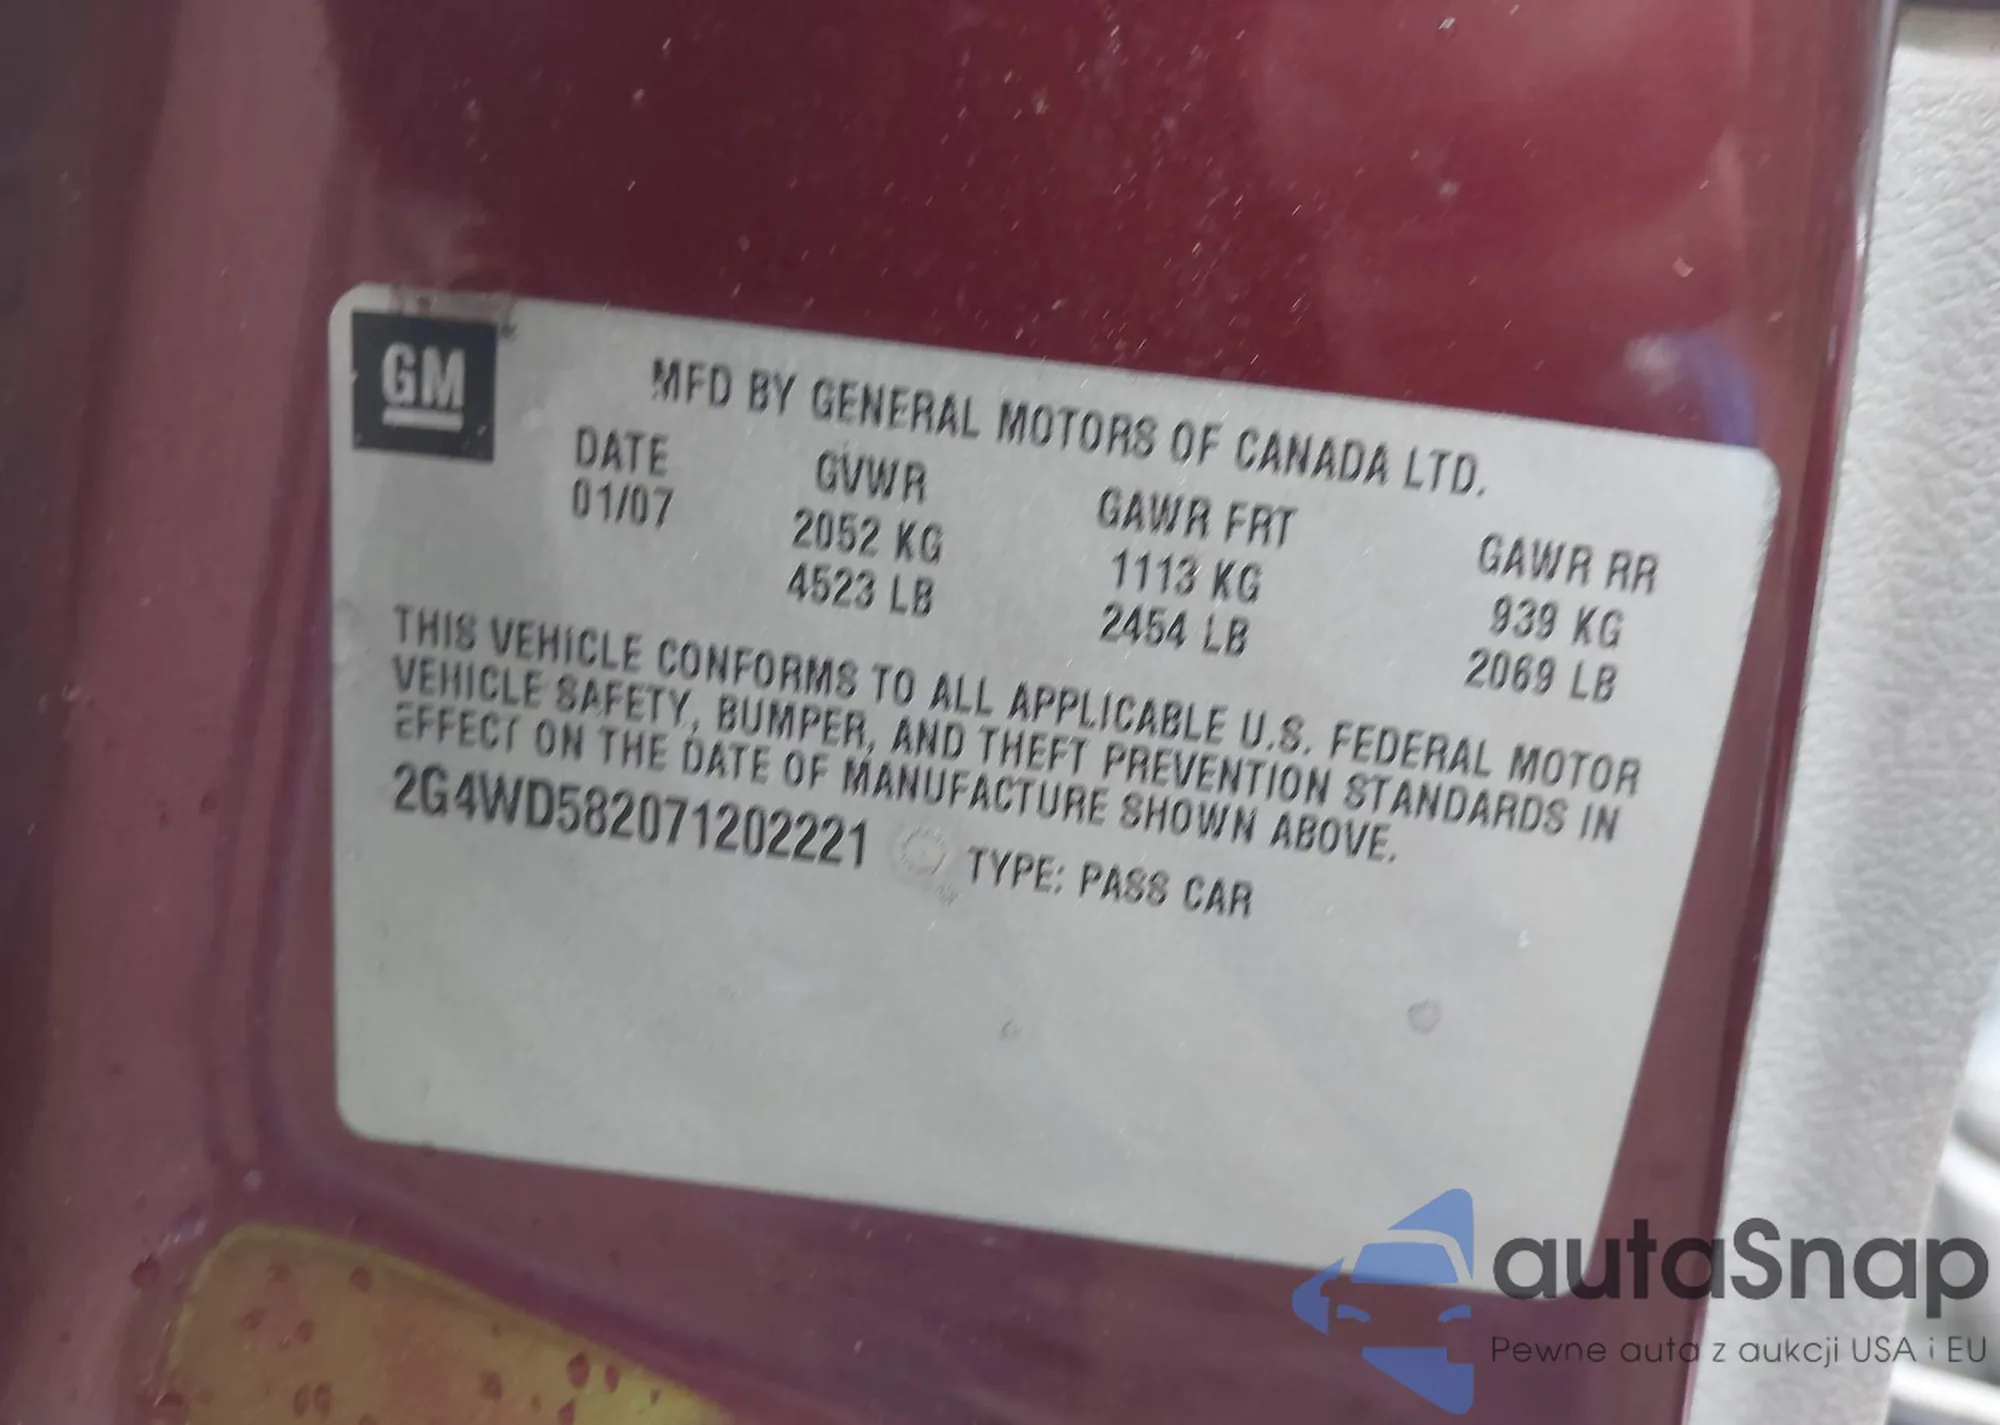 GM
MFD BY GENERAL MOTORS OF CANADA LTD.
DATE GVWR GAWR FRT GAWR RR
01/07 2052 KG 1113 KG 939 KG
4523 LB 2454 LB 2069 LB
THIS VEHICLE CONFORMS TO ALL APPLICABLE U.S. FEDERAL MOTOR
VEHICLE SAFETY, BUMPER, AND THEFT PREVENTION STANDARDS IN
EFFECT ON THE DATE OF MANUFACTURE SHOWN ABOVE.
2G4WD582071202221 TYPE: PASS CAR
autaSnap
Pewne auta z aukcji USA i EU